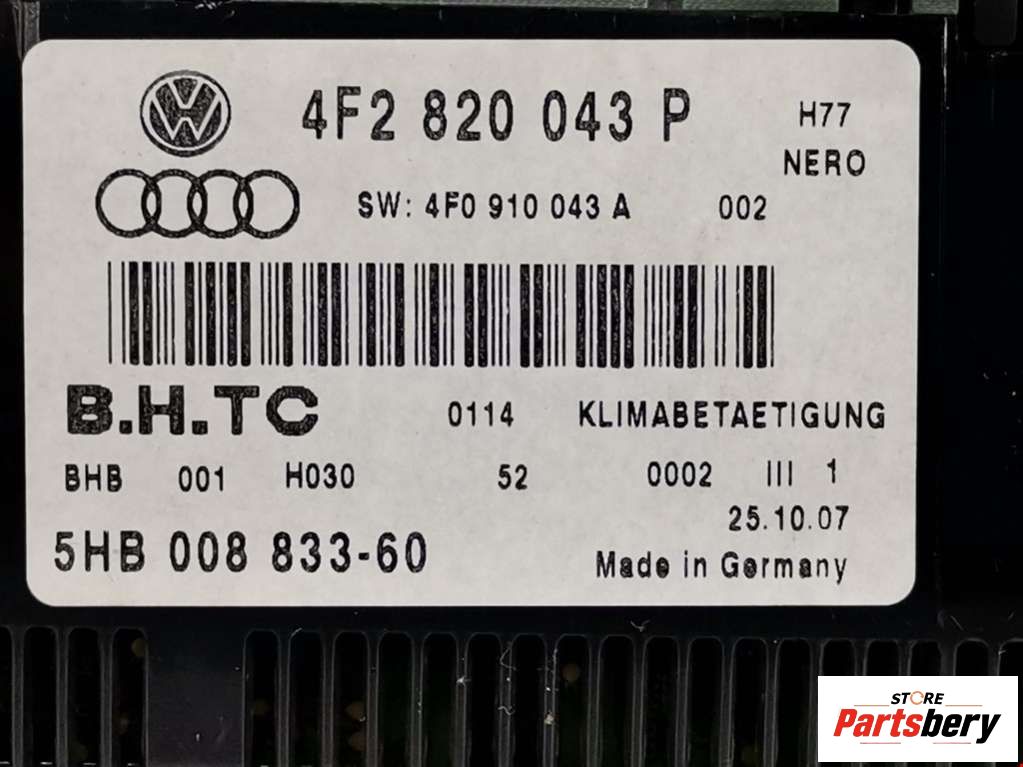 4F2 820 043 P
H77
NERO
SW: 4F0 910 043 A 002
B.H.TC 0114 KLIMABETAETIGUNG
BHB 001 H030 52 0002 III 1
25.10.07
5HB 008 833-60
Made in Germany
STORE
Partsbery